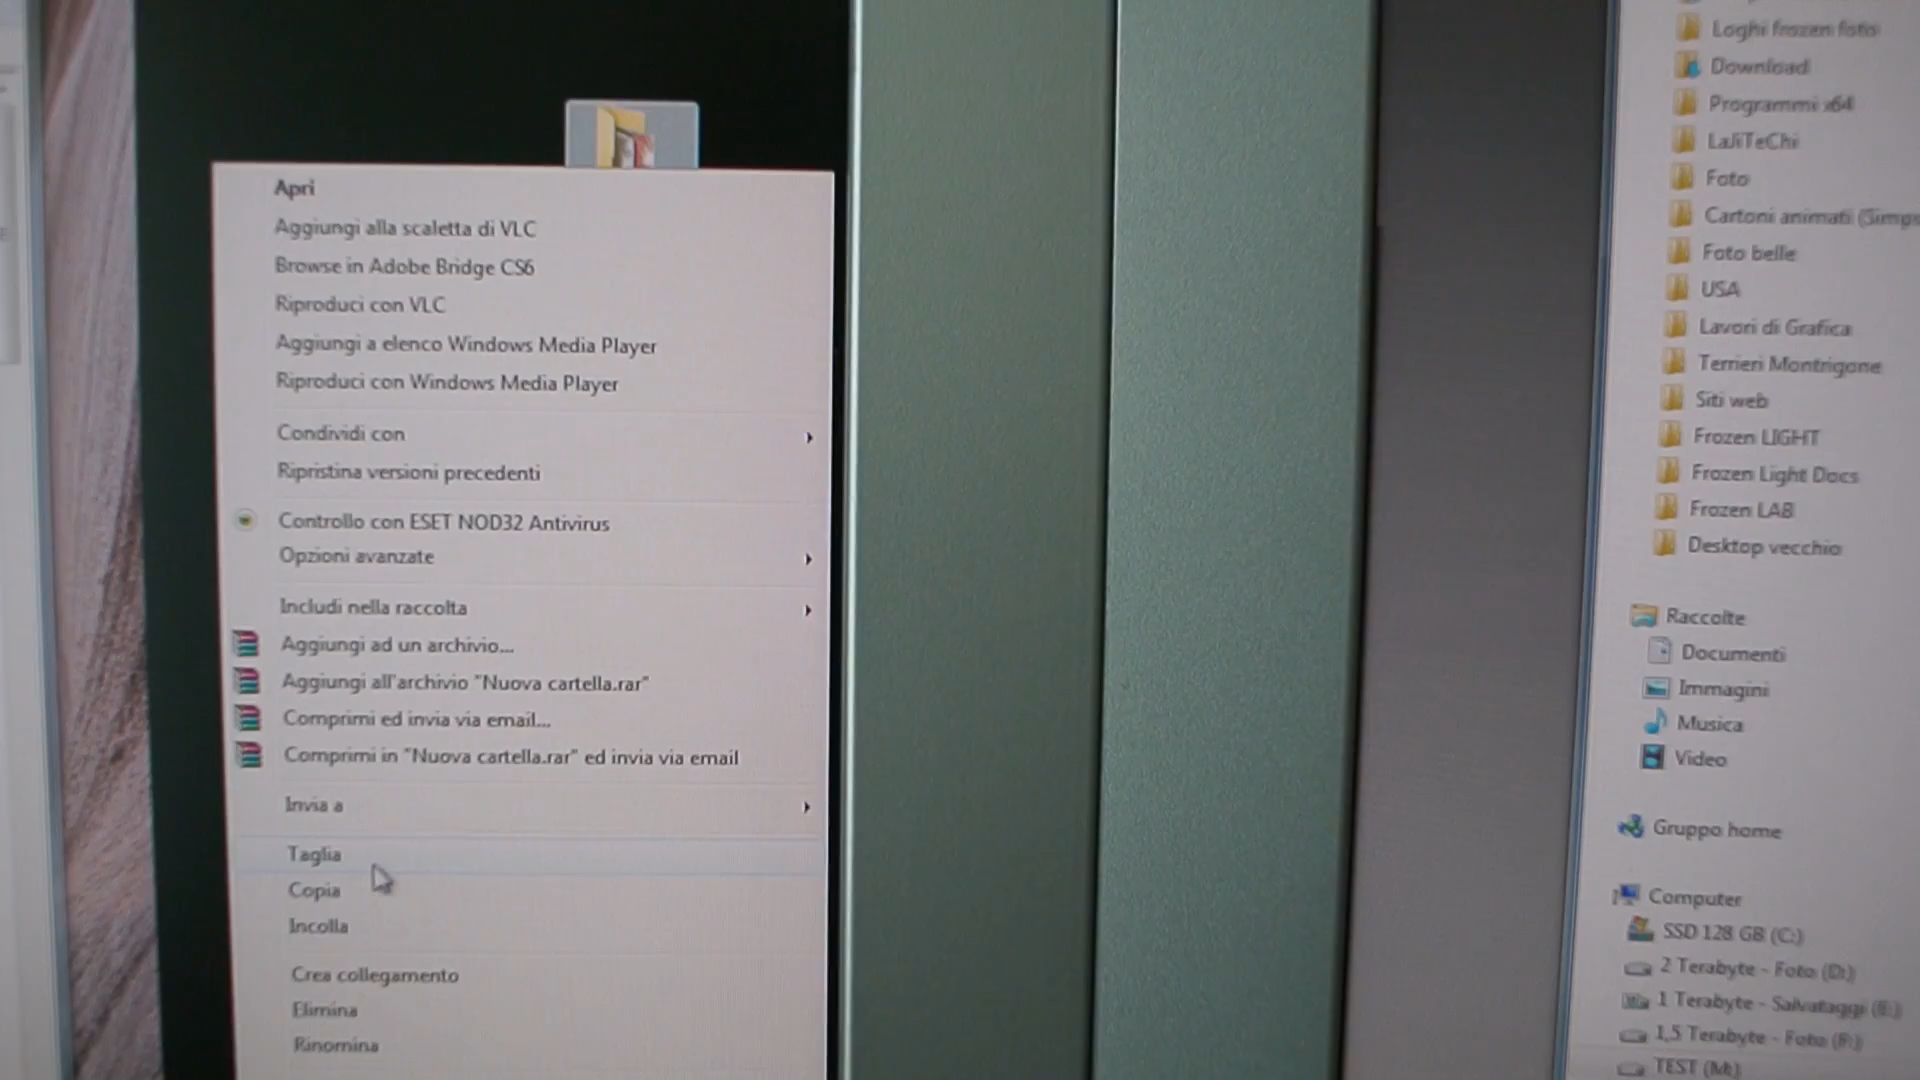 Apri
Aggiungi alla scaletta di VLC
Browse in Adobe Bridge CS6
Riproduci con VLC
Aggiungi a elenco Windows Media Player
Riproduci con Windows Media Player
Condividi con
Ripristina versioni precedenti
Controllo con ESET NOD32 Antivirus
Opzioni avanzate
Includi nella raccolta
Aggiungi ad un archivio...
Aggiungi all'archivio "Nuova cartella.rar"
Comprimi ed invia via email...
Comprimi in "Nuova cartella.rar" ed invia via email
Invia a
Taglia
Copia
Incolla
Crea collegamento
Elimina
Rinomina
Loghi frozen foto
Download
Programmi x64
LaJiTeChi
Foto
Cartoni animati (Simps
Foto belle
USA
Lavori di Grafica
Terrieri Montrigone
Siti web
Frozen LIGHT
Frozen Light Docs
Frozen LAB
Desktop vecchio
Raccolte
Documenti
Immagini
Musica
Video
Gruppo home
Computer
SSD 128 GB (C:)
2 Terabyte - Foto (D:)
1 Terabyte - Salvataggi (E:)
1,5 Terabyte - Foto (F:)
TEST (M:)